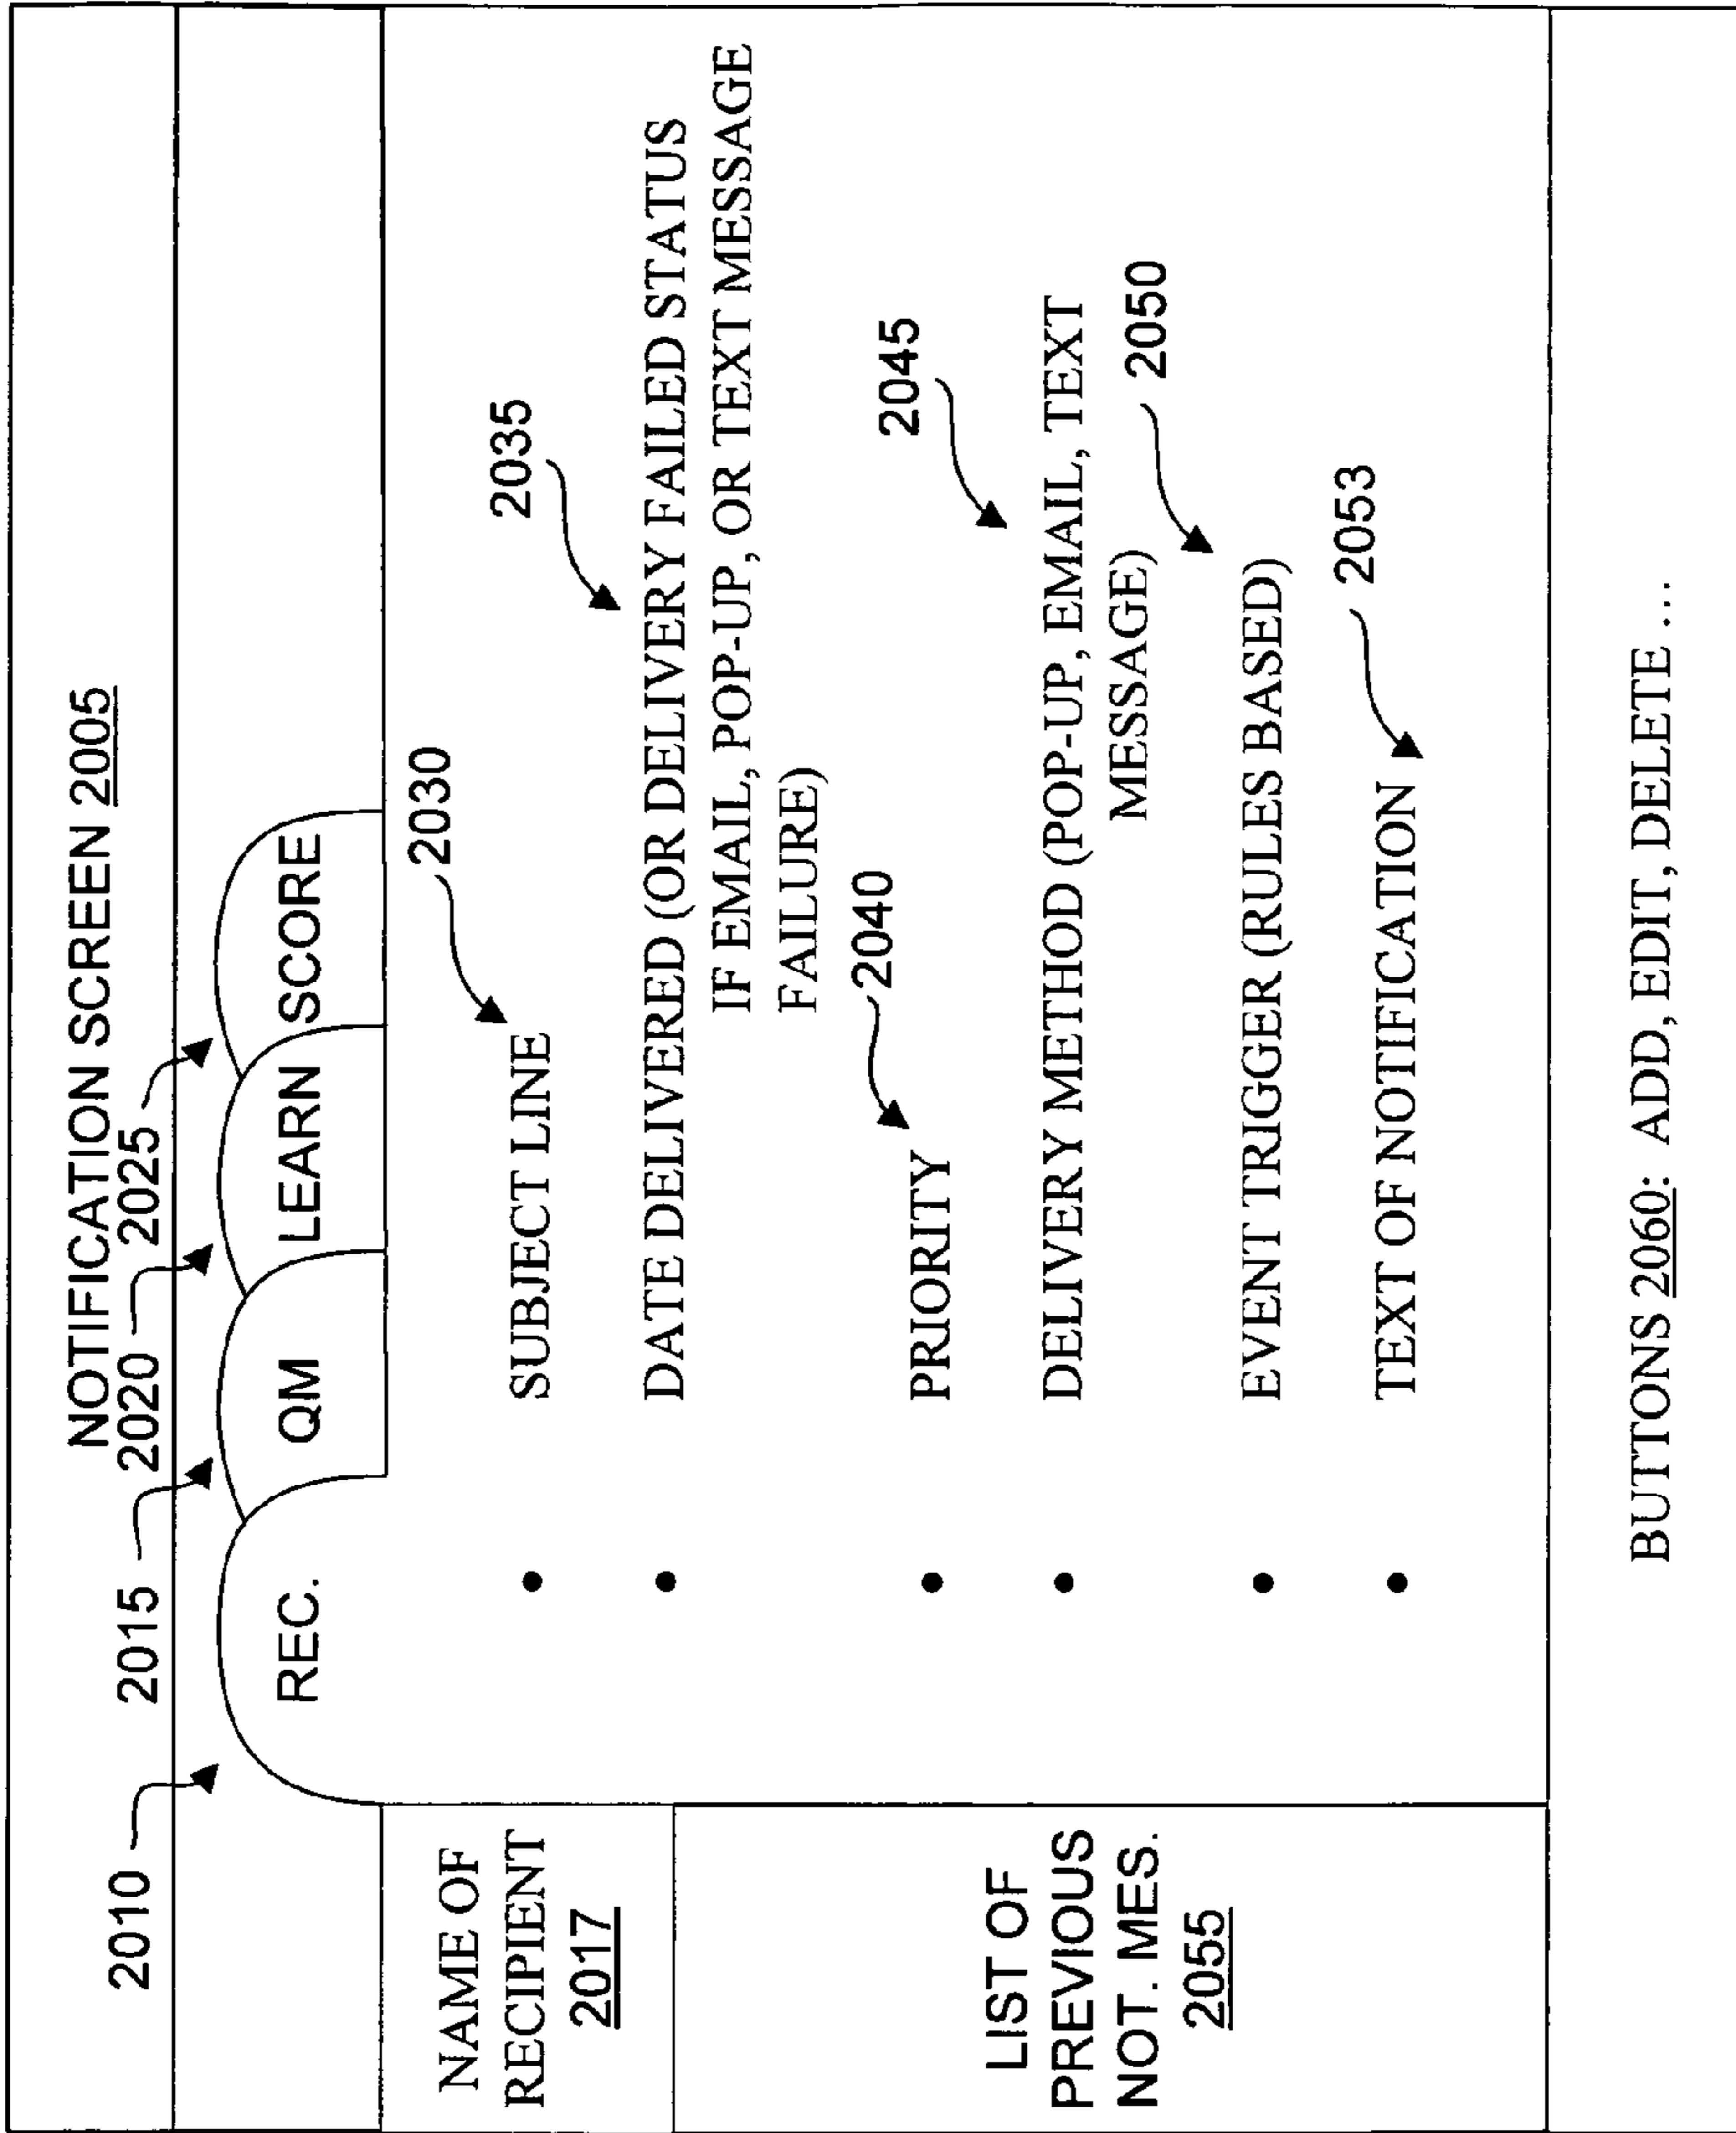 NOTIFICATION SCREEN 2005
2010
2015
2020
2025
REC.
QM
LEARN
SCORE
NAME OF
RECIPIENT
2017
LIST OF
PREVIOUS
NOT. MES.
2055
2030
• SUBJECT LINE
2035
• DATE DELIVERED (OR DELIVERY FAILED STATUS
IF EMAIL, POP-UP, OR TEXT MESSAGE
FAILURE)
2040
• PRIORITY
2045
• DELIVERY METHOD (POP-UP, EMAIL, TEXT
MESSAGE)
2050
• EVENT TRIGGER (RULES BASED)
2053
• TEXT OF NOTIFICATION
BUTTONS 2060: ADD, EDIT, DELETE ...